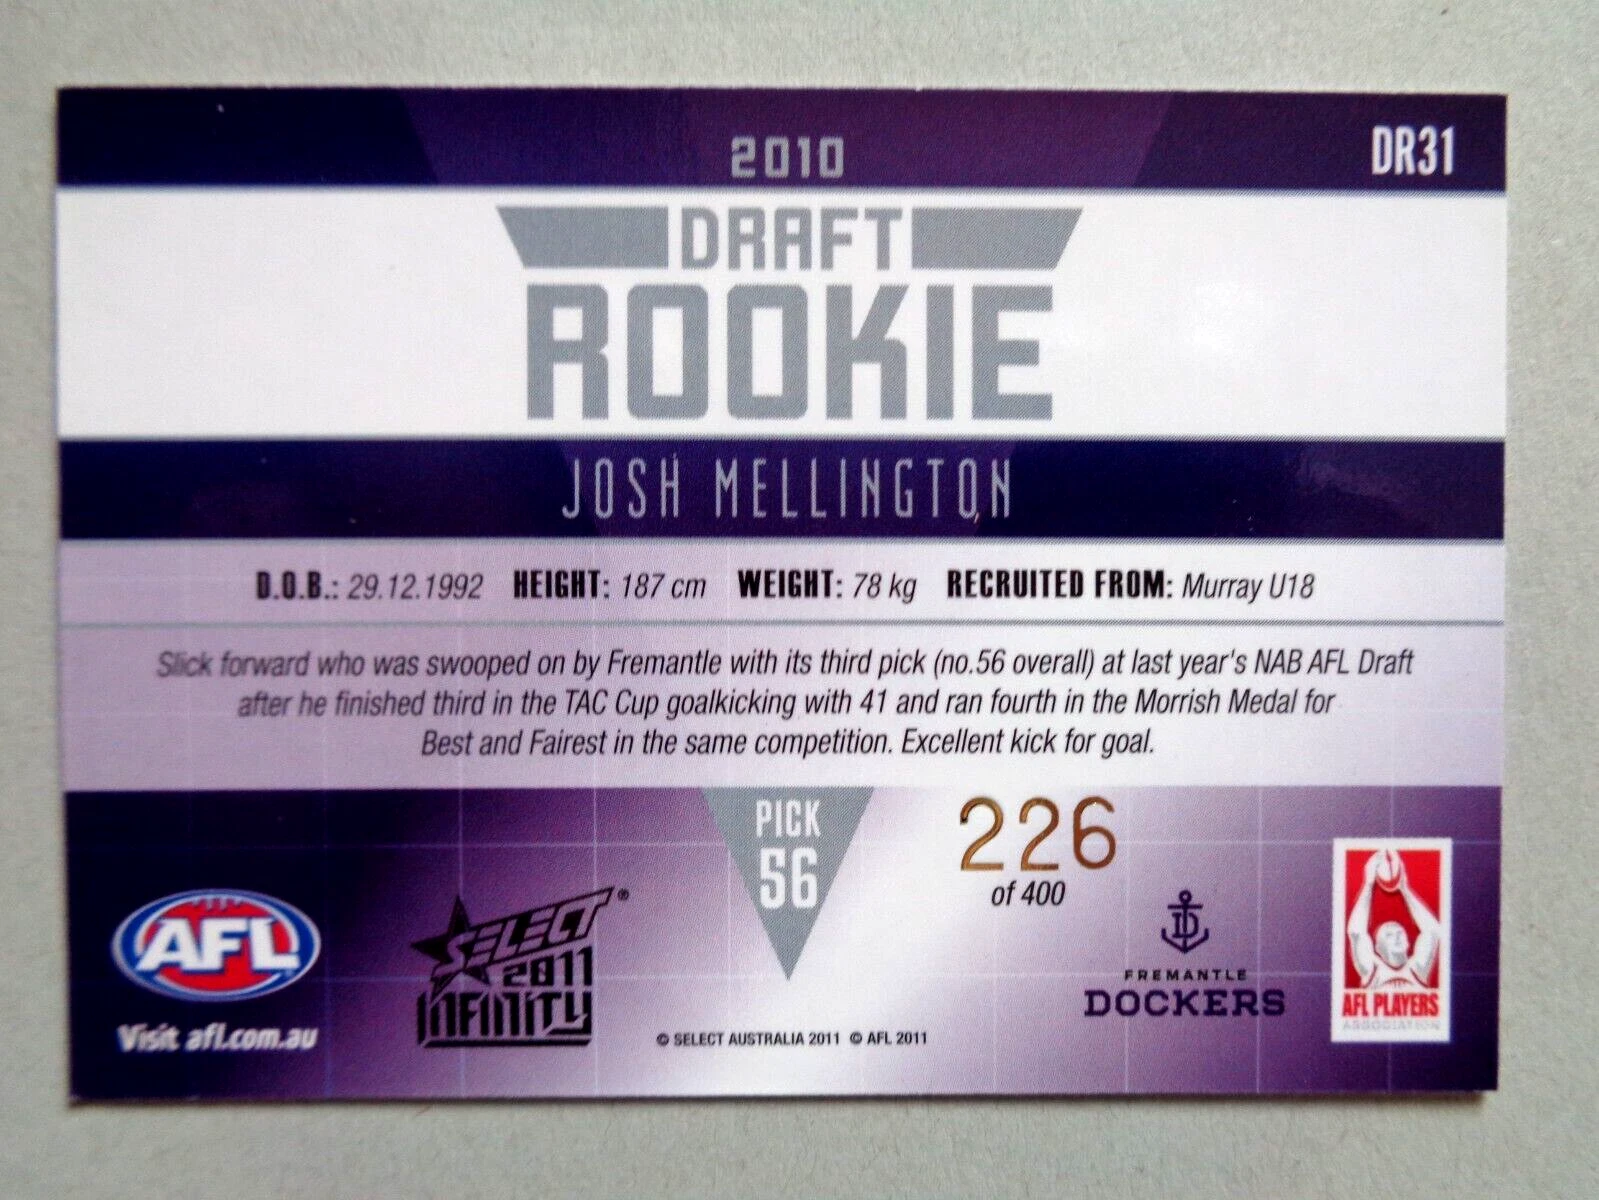 2010
DR31
DRAFT
ROOKIE
JOSH MELLINGTON
D.O.B.: 29.12.1992 HEIGHT: 187 cm WEIGHT: 78 kg RECRUITED FROM: Murray U18
Slick forward who was swooped on by Fremantle with its third pick (no.56 overall) at last year's NAB AFL Draft
after he finished third in the TAC Cup goalkicking with 41 and ran fourth in the Morrish Medal for
Best and Fairest in the same competition. Excellent kick for goal.
PICK
56
226
of 400
AFL
Visit afl.com.au
SELECT®
2011
INFINITY
© SELECT AUSTRALIA 2011 © AFL 2011
FREMANTLE
DOCKERS
AFL PLAYERS
ASSOCIATION